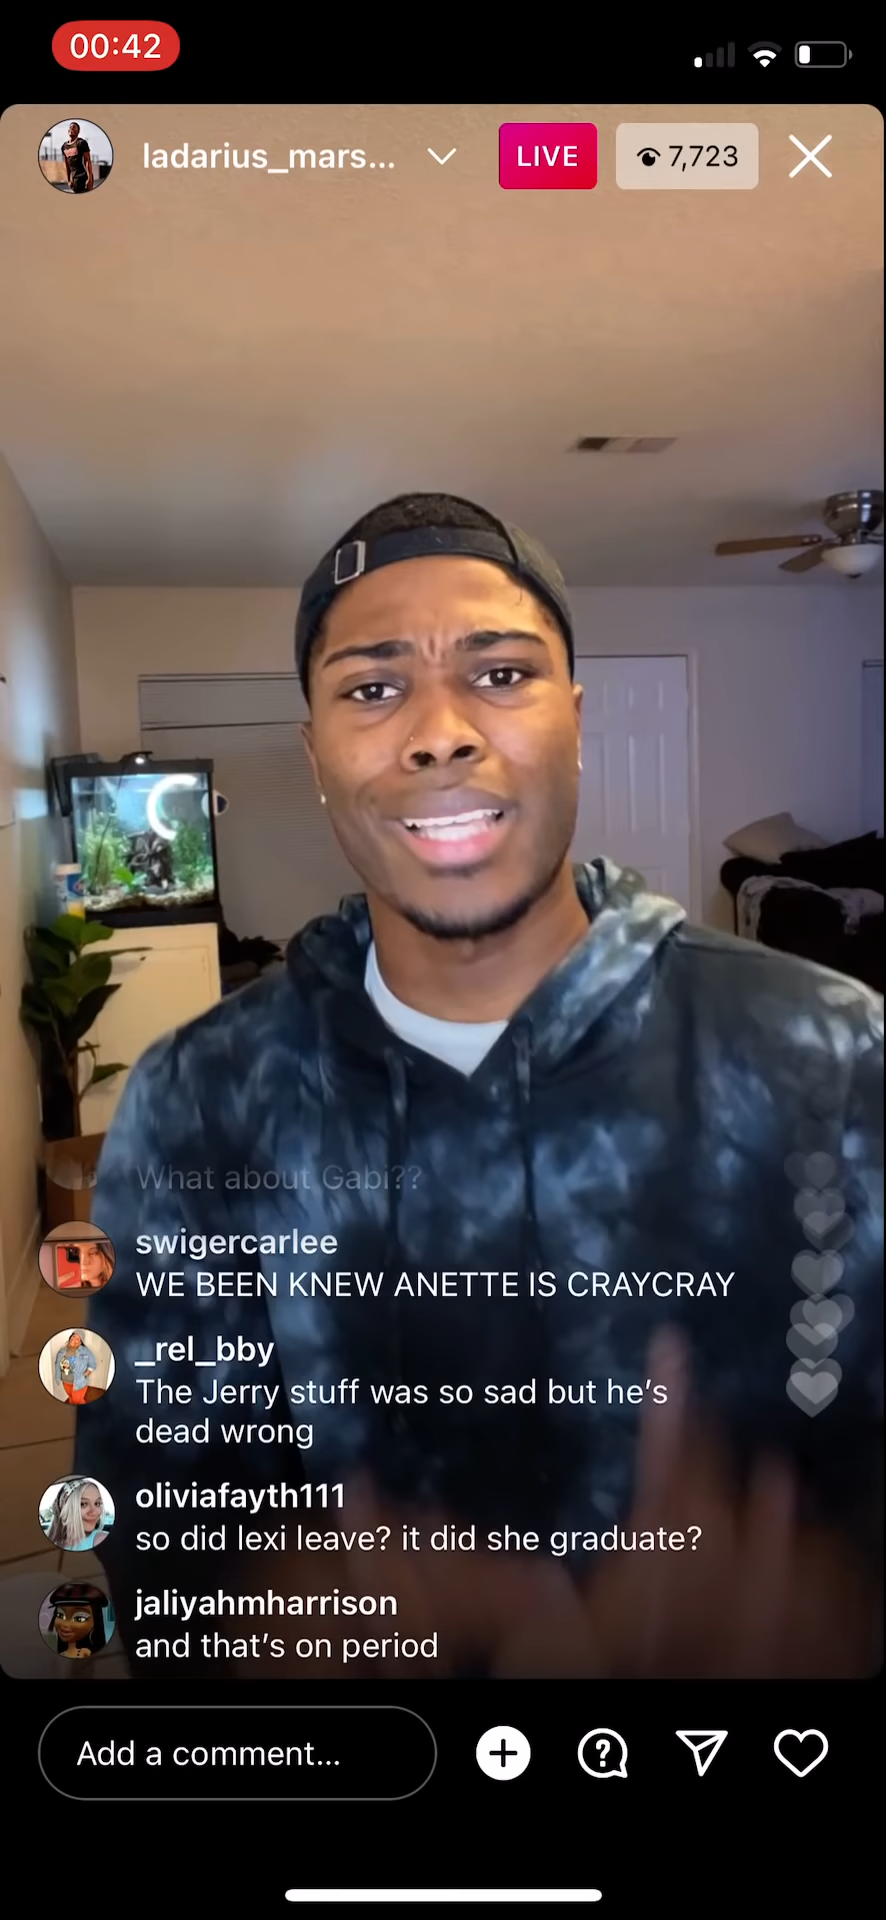 00:42
ladarius_mars...
LIVE
7,723
What about Gabi??
swigercarlee
WE BEEN KNEW ANETTE IS CRAYCRAY
_rel_bby
The Jerry stuff was so sad but he's
dead wrong
oliviafayth111
so did lexi leave? it did she graduate?
jaliyahmharrison
and that's on period
Add a comment...